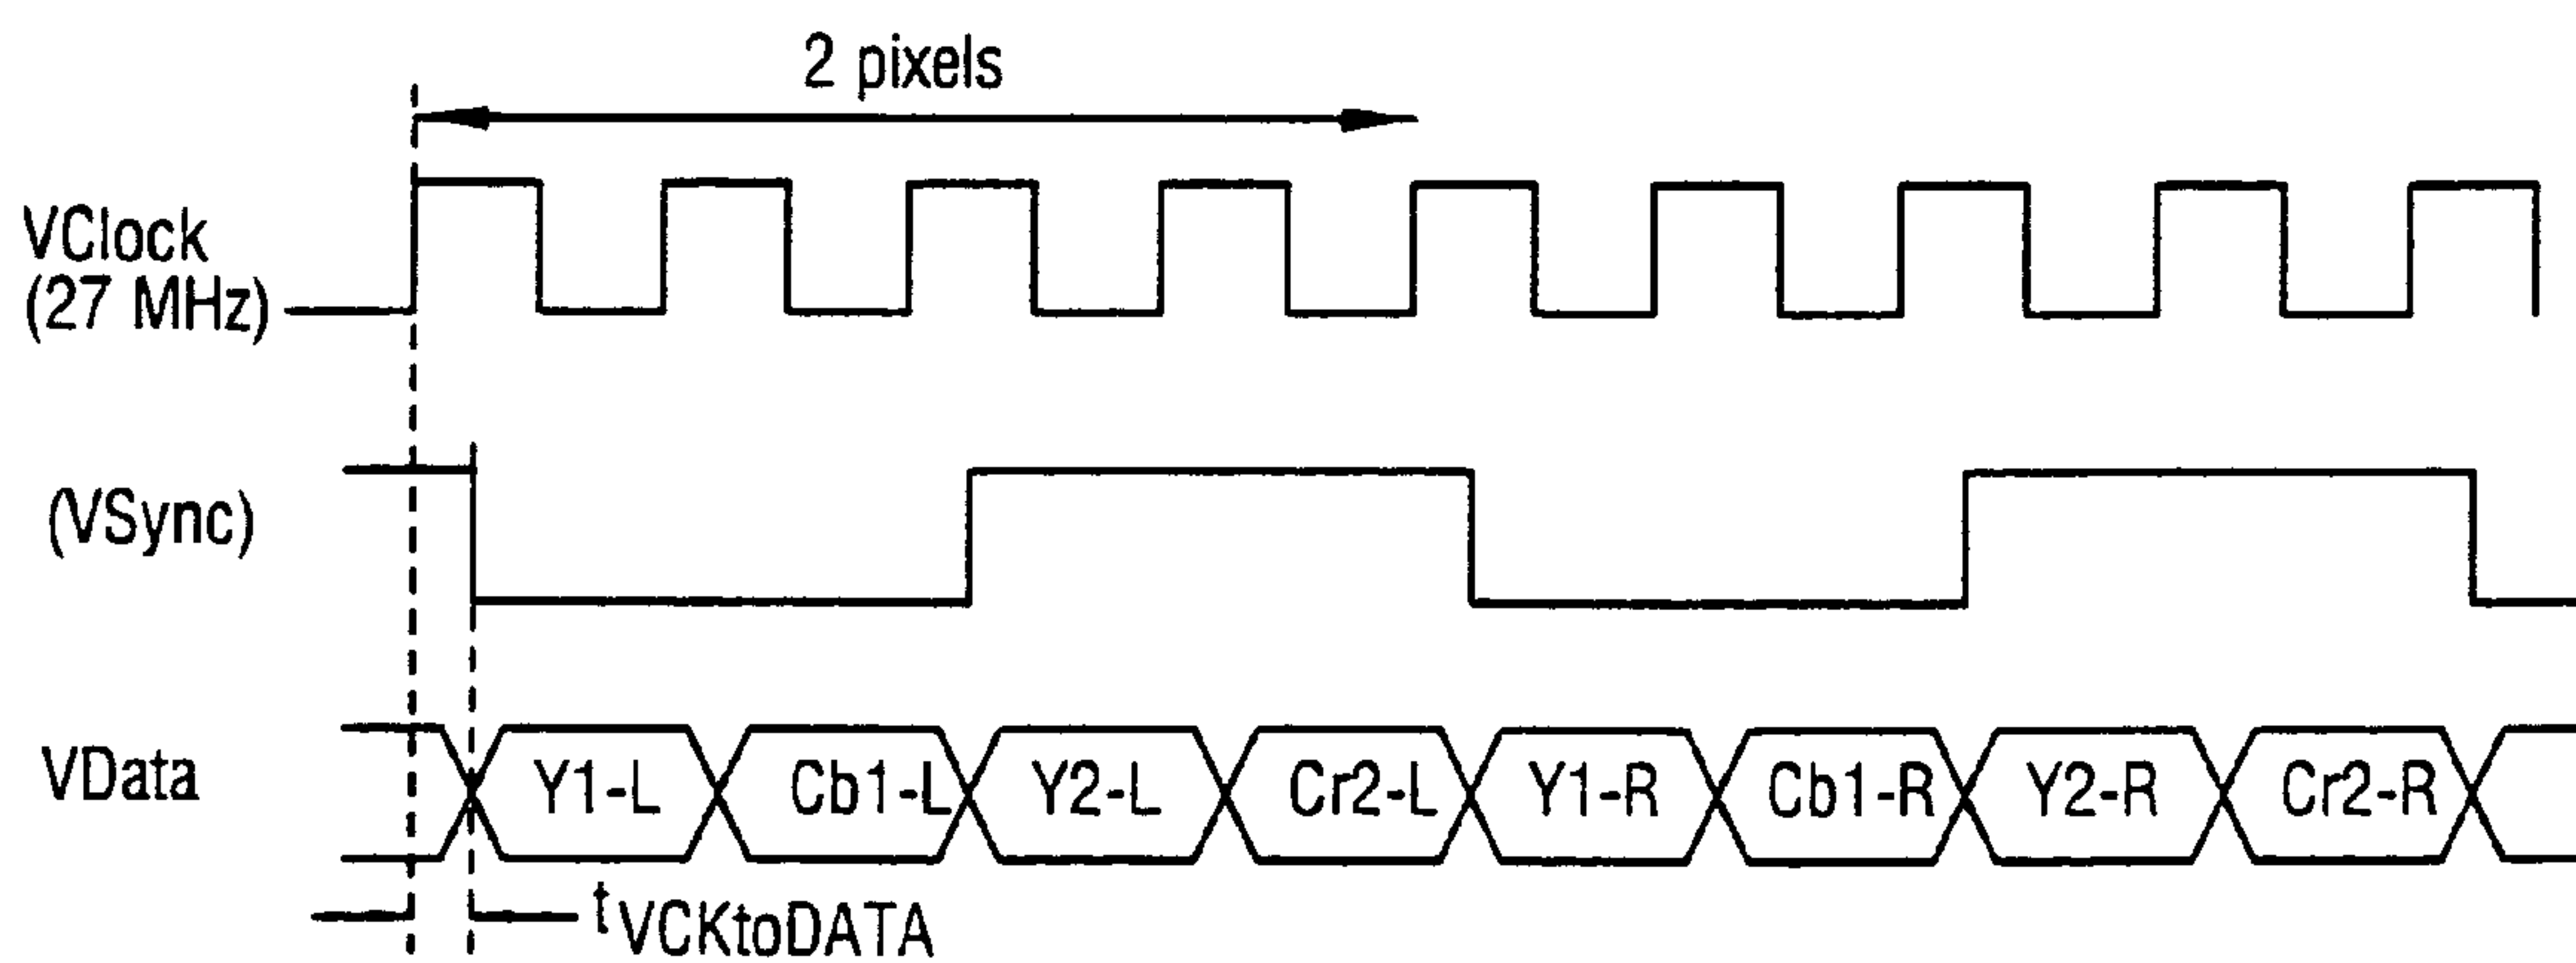 2 pixels
VClock
(27 MHz)
(VSync)
VData
Y1-L Cb1-L Y2-L Cr2-L Y1-R Cb1-R Y2-R Cr2-R
tVCKtoDATA